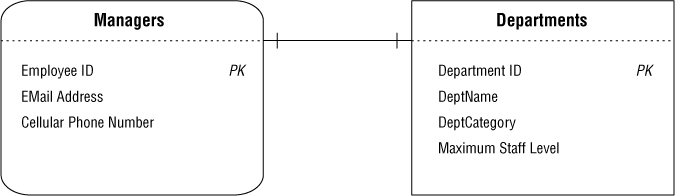 Managers
Employee ID PK
EMail Address
Cellular Phone Number
Departments
Department ID PK
DeptName
DeptCategory
Maximum Staff Level